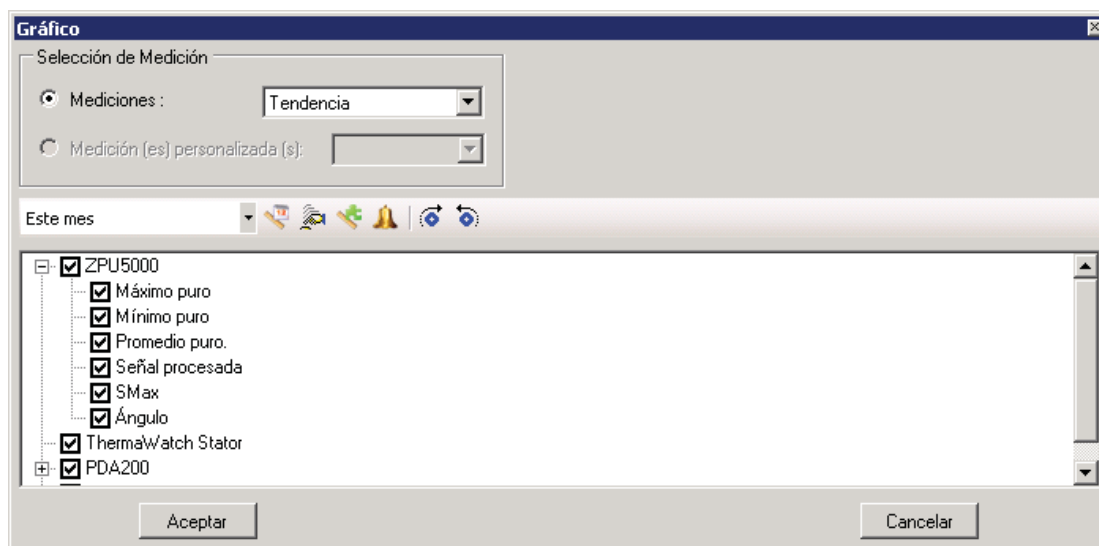 Gráfico
Selección de Medición
Mediciones : Tendencia
Medición (es) personalizada (s):
Este mes
ZPU5000
Máximo puro
Mínimo puro
Promedio puro.
Señal procesada
SMax
Ángulo
ThermaWatch Stator
PDA200
Aceptar Cancelar